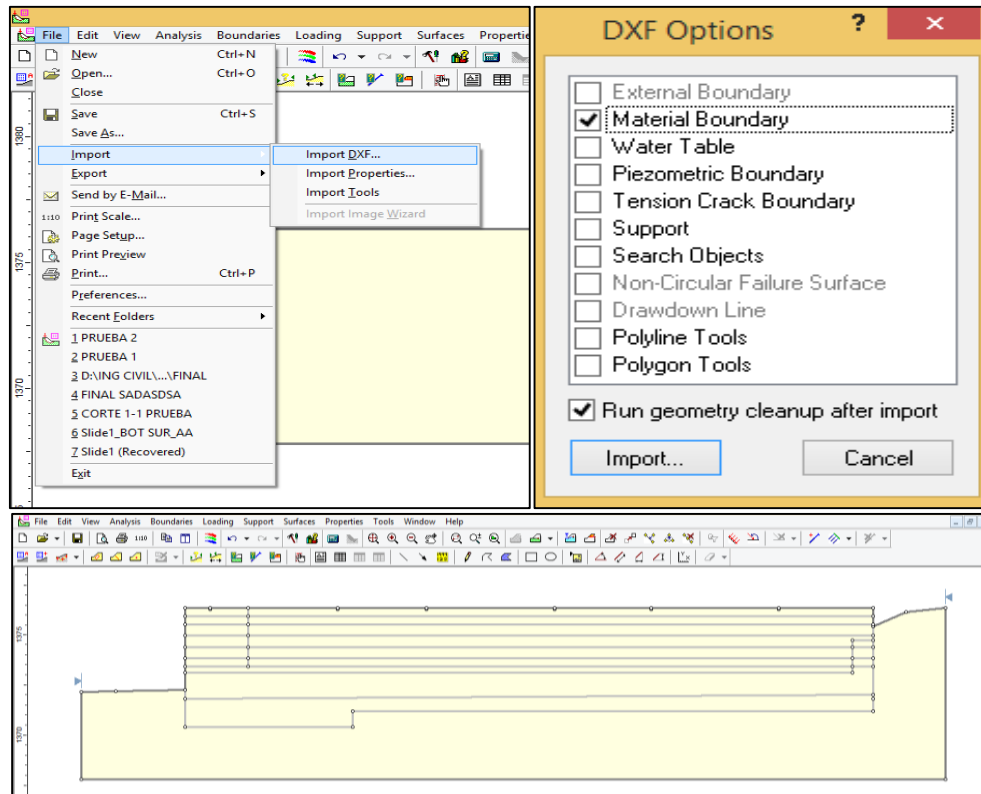 File Edit View Analysis Boundaries Loading Support Surfaces
New Ctrl+N
Open... Ctrl+O
Close
Save Ctrl+S
Save As...
Import
Export
Send by E-Mail...
1:10 Print Scale...
Page Setup...
Print Preview
Print... Ctrl+P
Preferences...
Recent Folders
1 PRUEBA 2
2 PRUEBA 1
3 D:\ING CIVIL\...\FINAL
4 FINAL SADASDSA
5 CORTE 1-1 PRUEBA
6 Slide1_BOT SUR_AA
7 Slide1 (Recovered)
Exit
Import DXF...
Import Properties...
Import Tools
Import Image Wizard
1380
1375
1370
DXF Options ? ×
External Boundary
Material Boundary
Water Table
Piezometric Boundary
Tension Crack Boundary
Support
Search Objects
Non-Circular Failure Surface
Drawdown Line
Polyline Tools
Polygon Tools
Run geometry cleanup after import
Import... Cancel
File Edit View Analysis Boundaries Loading Support Surfaces Properties Tools Window Help
1:10
1375
1370